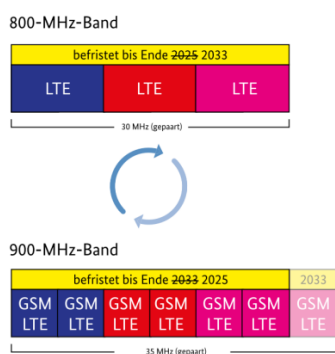 800-MHz-Band
befristet bis Ende 2025 2033
LTE LTE LTE
30 MHz (gepaart)
900-MHz-Band
befristet bis Ende 2033 2025 2033
GSM GSM GSM GSM GSM GSM GSM
LTE LTE LTE LTE LTE LTE LTE
35 MHz (gepaart)